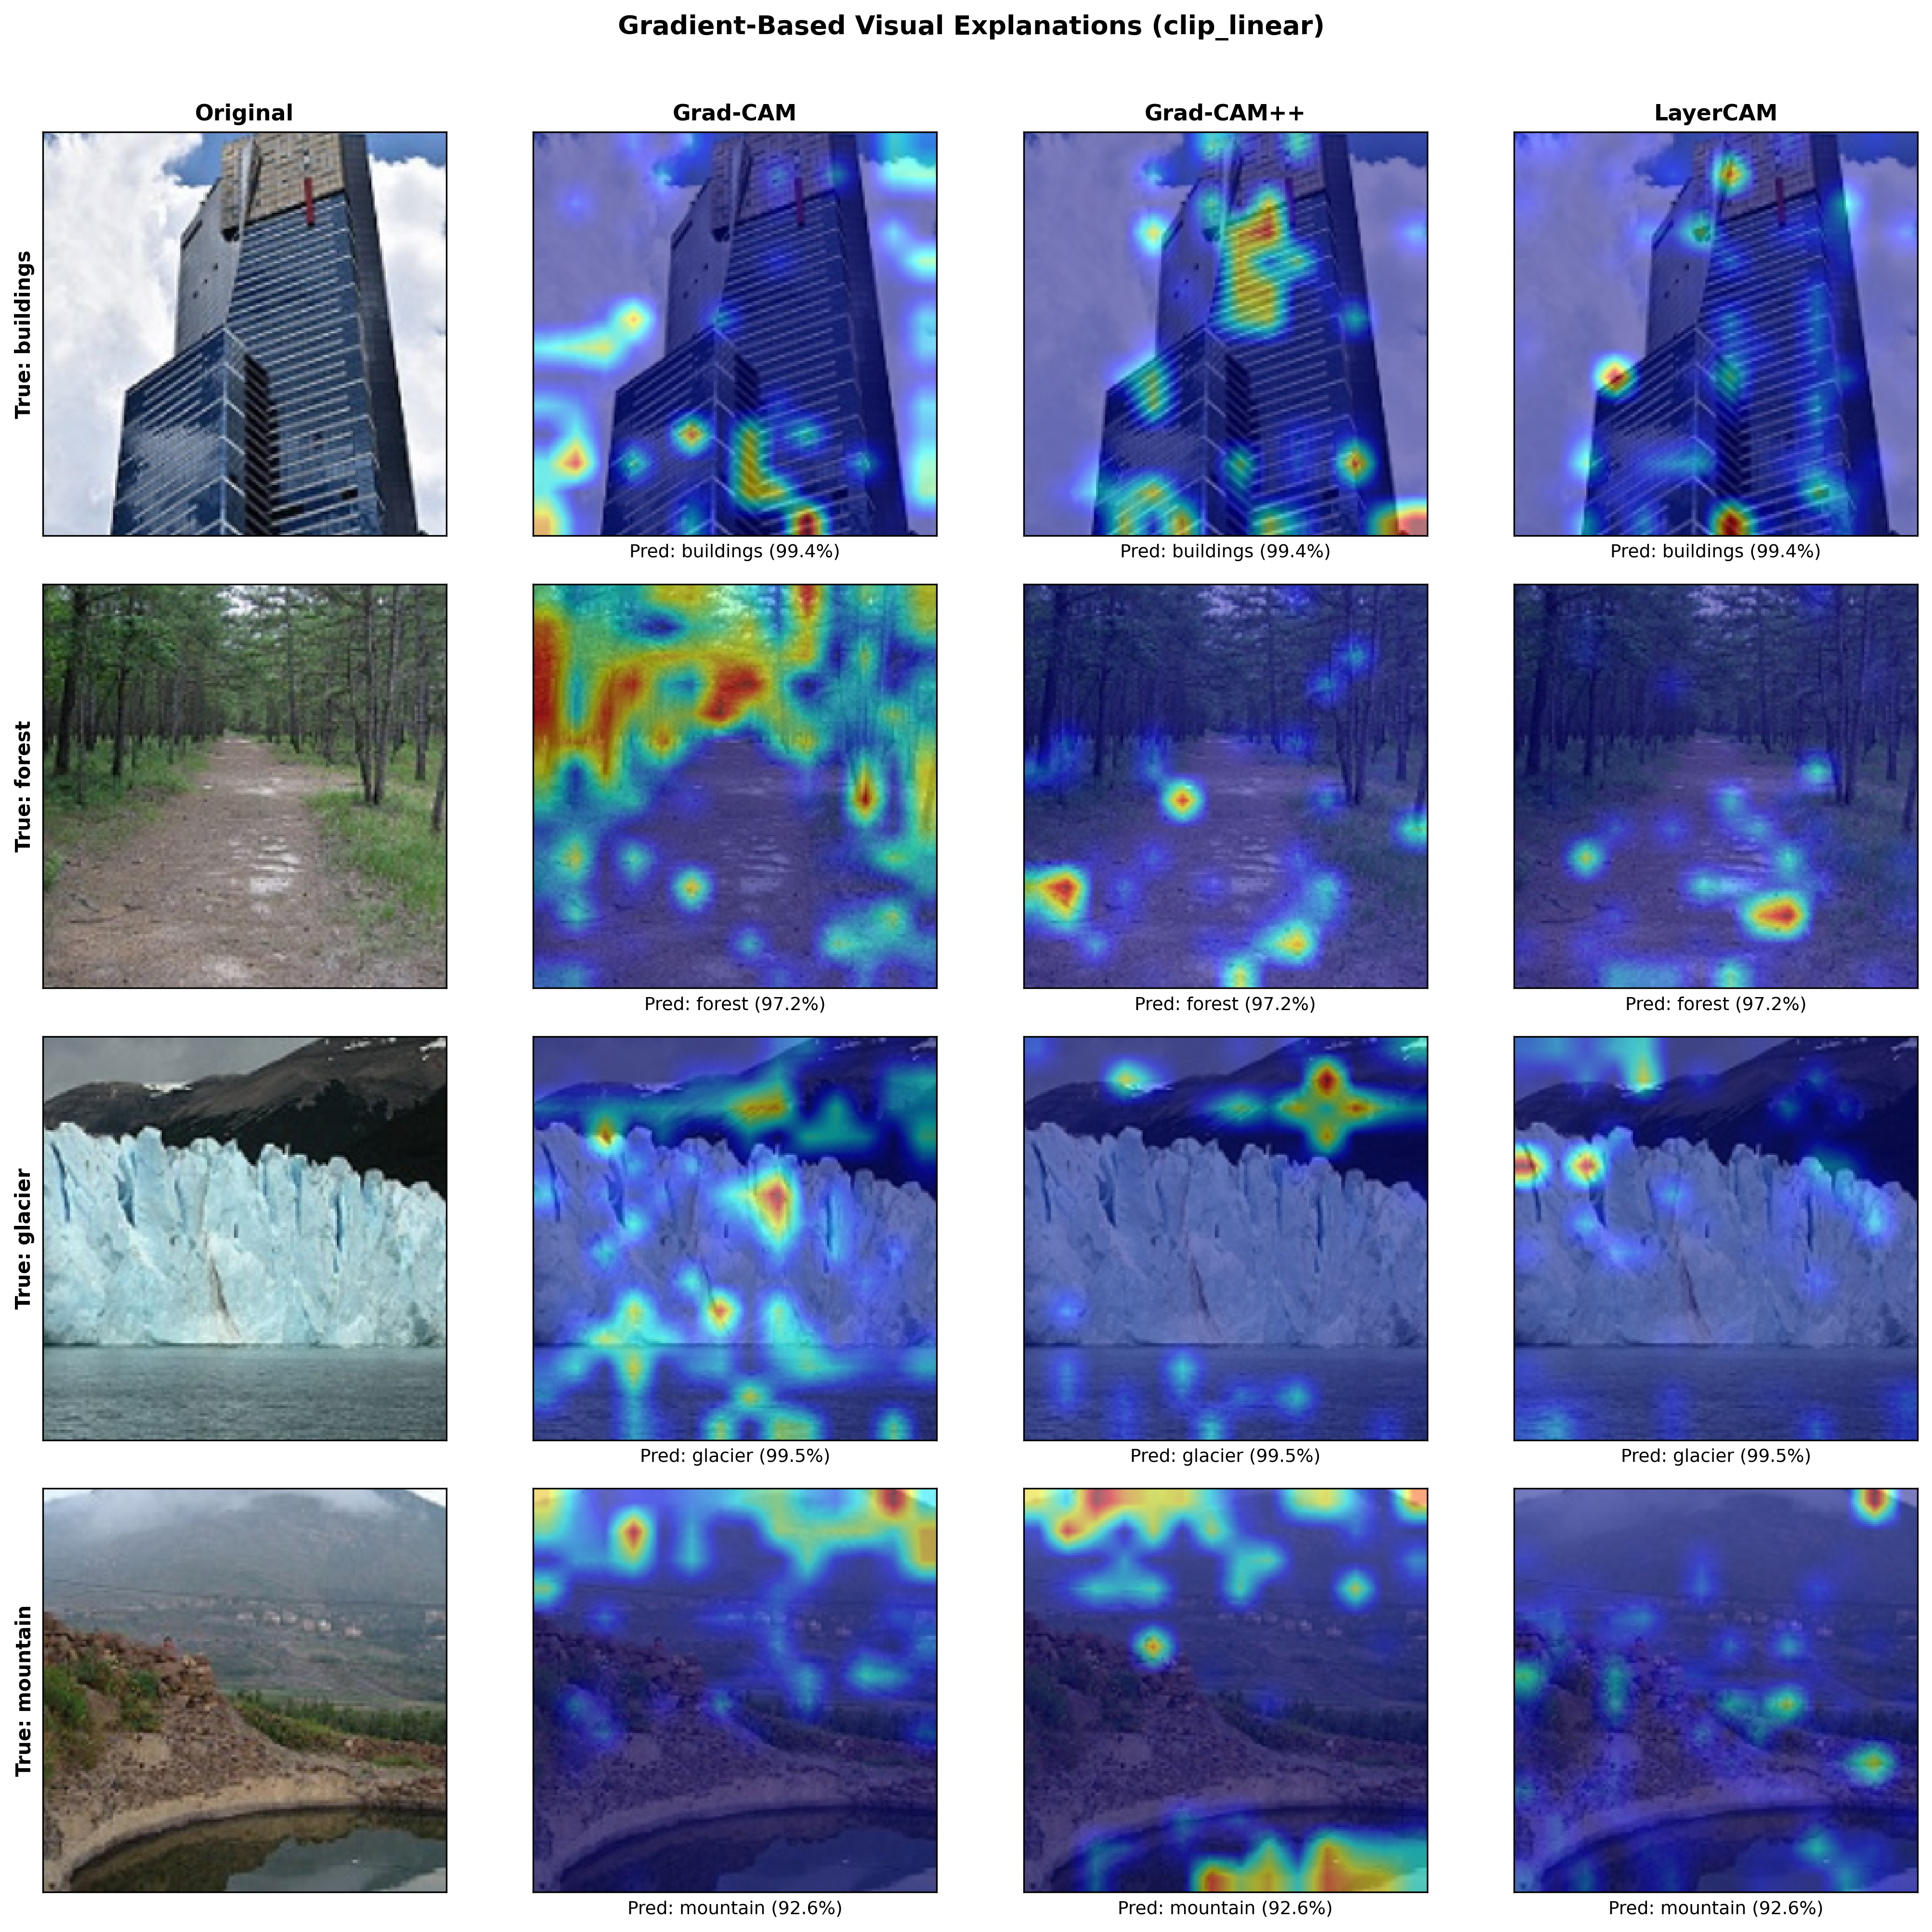 Gradient-Based Visual Explanations (clip_linear)
Original
Grad-CAM
Grad-CAM++
LayerCAM
True: buildings
Pred: buildings (99.4%)
Pred: buildings (99.4%)
Pred: buildings (99.4%)
True: forest
Pred: forest (97.2%)
Pred: forest (97.2%)
Pred: forest (97.2%)
True: glacier
Pred: glacier (99.5%)
Pred: glacier (99.5%)
Pred: glacier (99.5%)
True: mountain
Pred: mountain (92.6%)
Pred: mountain (92.6%)
Pred: mountain (92.6%)